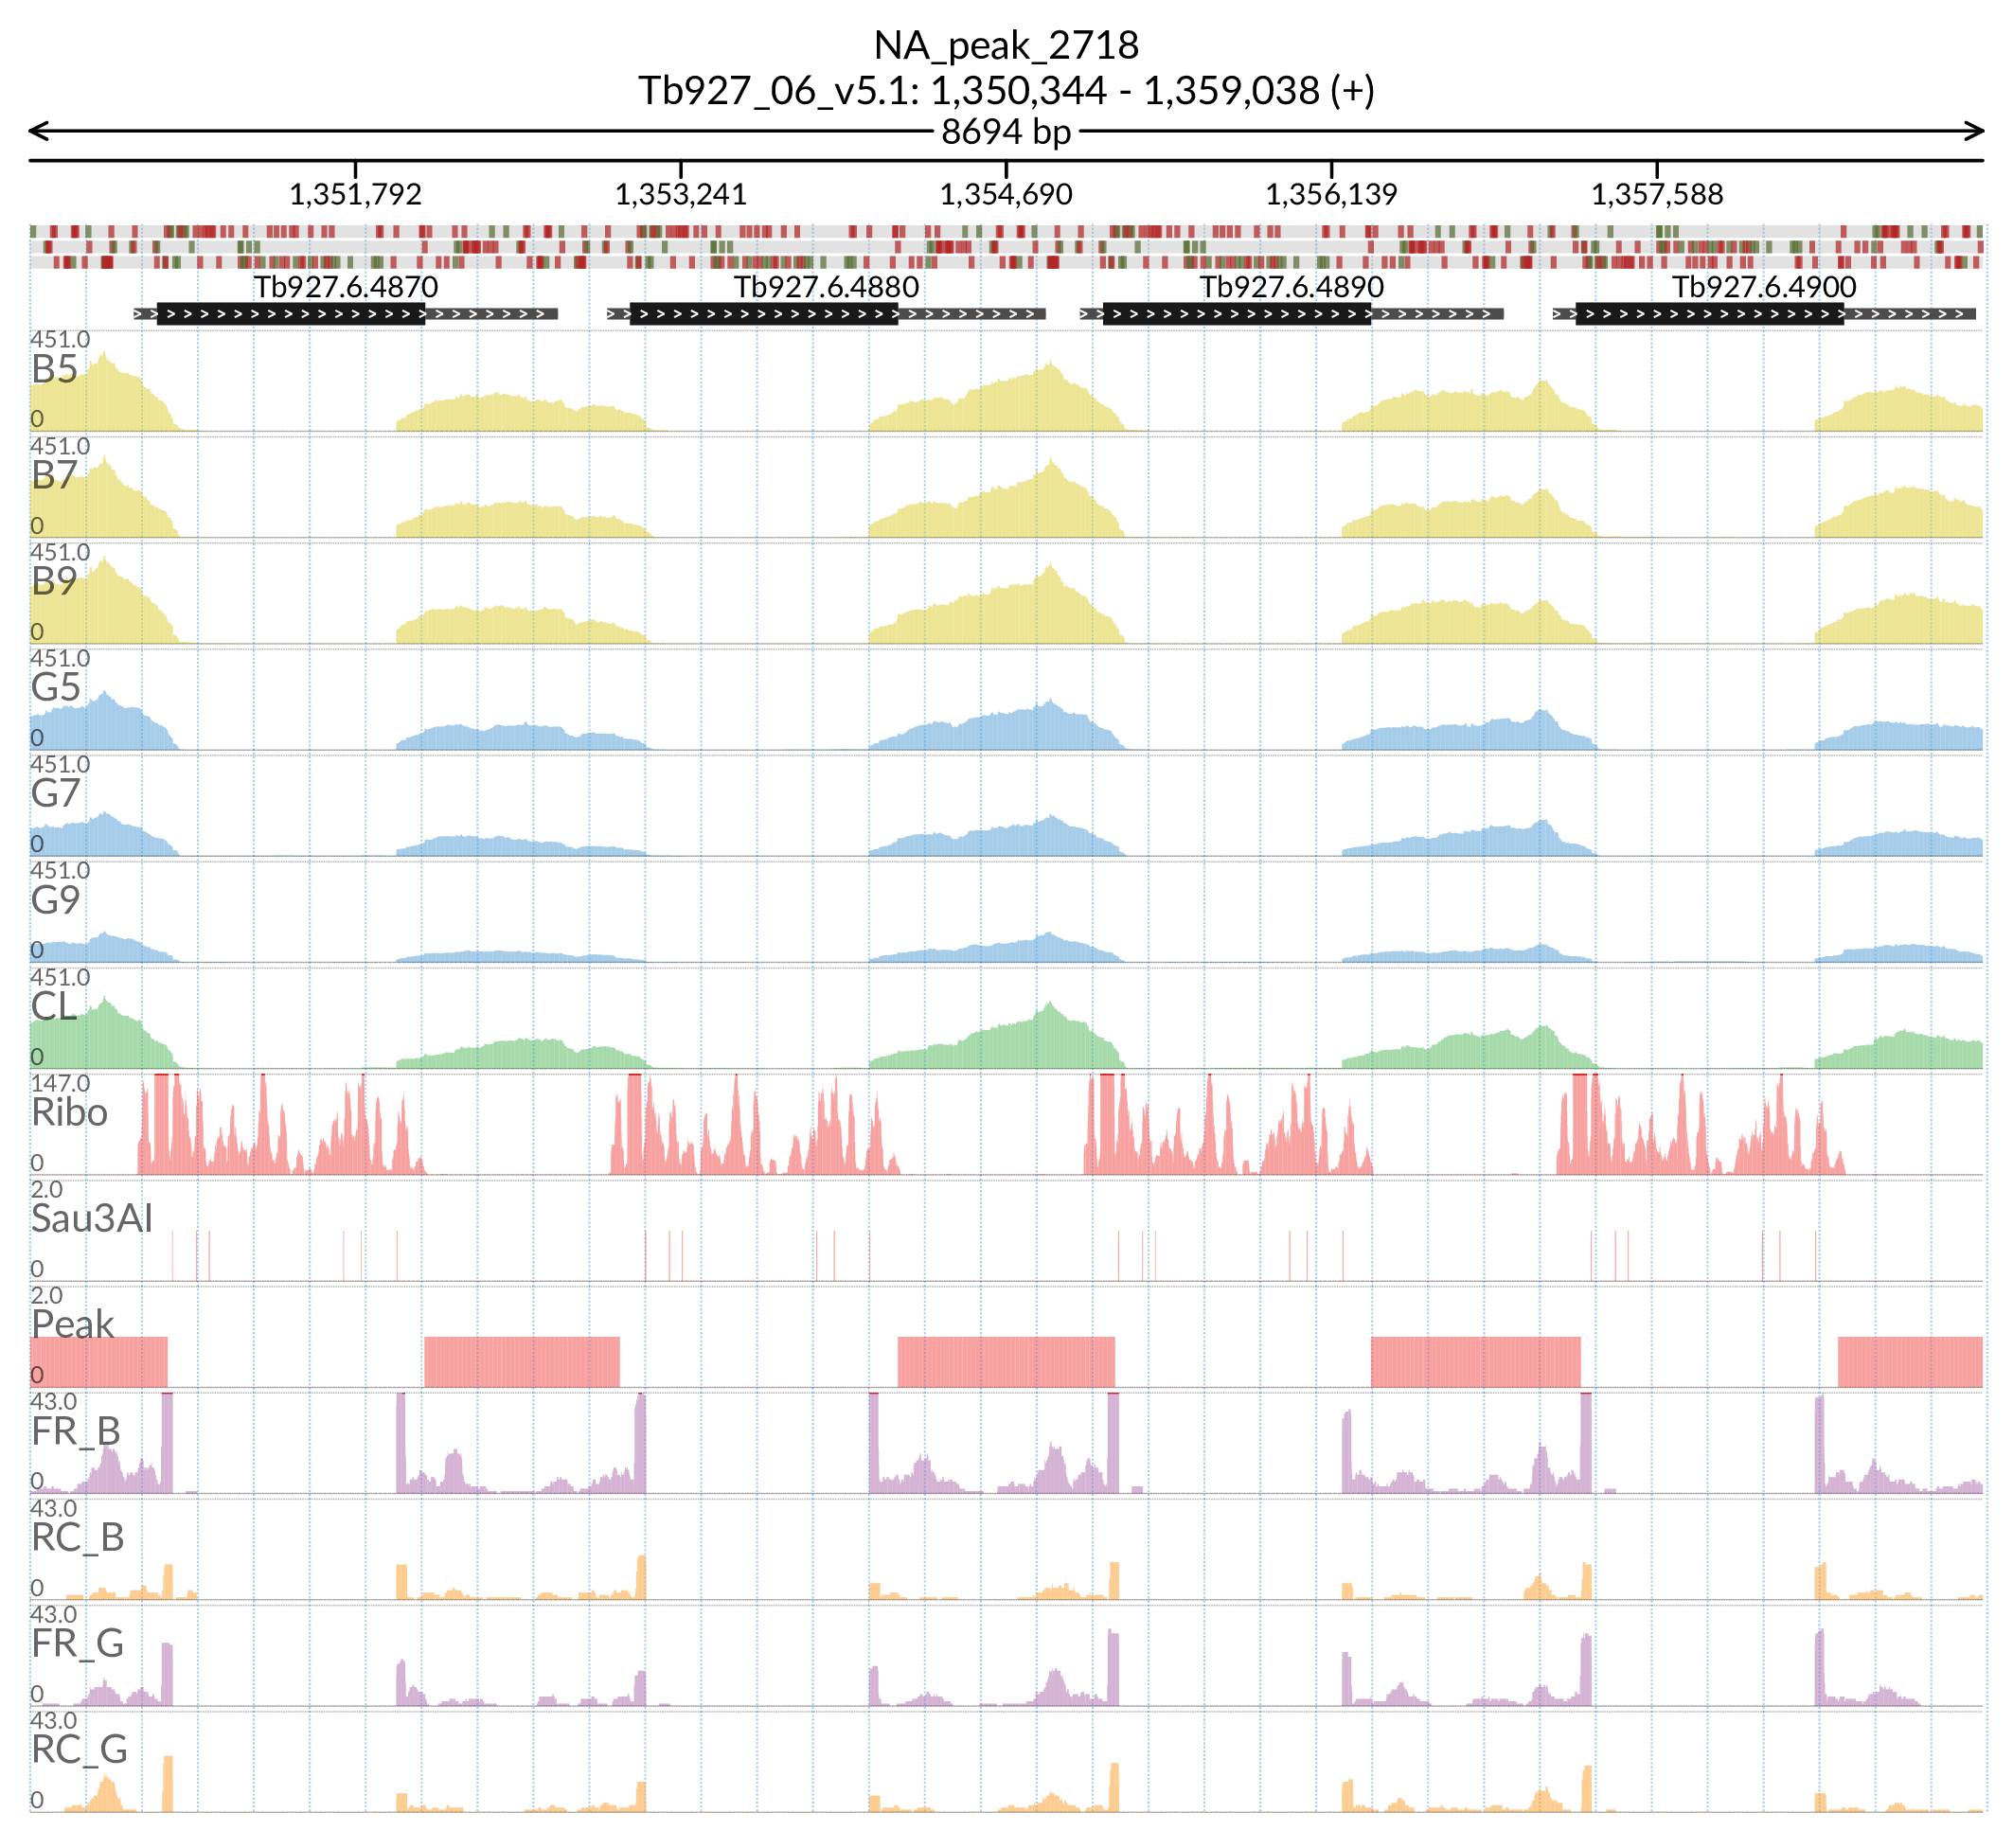 NA_peak_2718
Tb927_06_v5.1: 1,350,344 - 1,359,038 (+)
8694 bp
1,351,792 1,353,241 1,354,690 1,356,139 1,357,588
Tb927.6.4870 Tb927.6.4880 Tb927.6.4890 Tb927.6.4900
451.0
B5
0
451.0
B7
0
451.0
B9
0
451.0
G5
0
451.0
G7
0
451.0
G9
0
451.0
CL
0
147.0
Ribo
0
2.0
Sau3AI
0
2.0
Peak
0
43.0
FR_B
0
43.0
RC_B
0
43.0
FR_G
0
43.0
RC_G
0